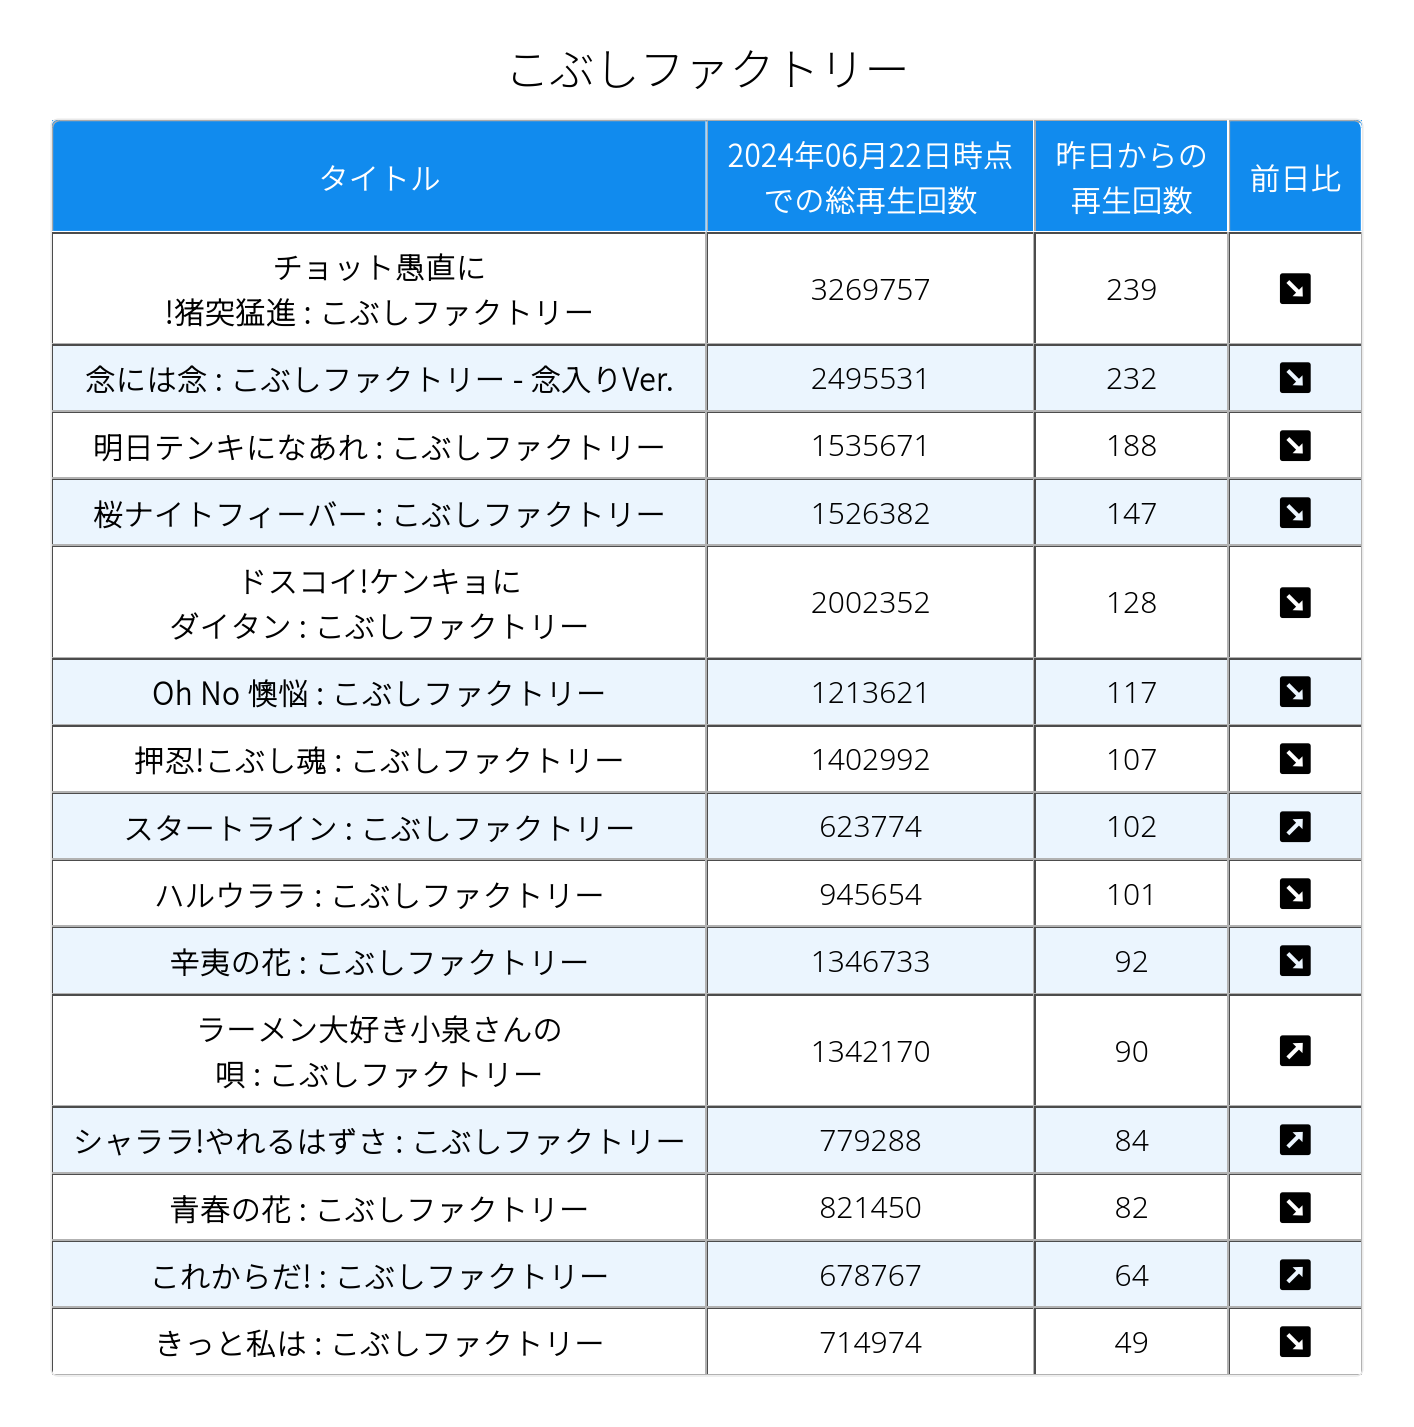 こぶしファクトリー
タイトル
2024年06月22日時点
での総再生回数
昨日からの
再生回数
前日比
チョット愚直に
!猪突猛進 : こぶしファクトリー
3269757
239
↘
念には念 : こぶしファクトリー - 念入りVer.
2495531
232
↘
明日テンキになあれ : こぶしファクトリー
1535671
188
↘
桜ナイトフィーバー : こぶしファクトリー
1526382
147
↘
ドスコイ!ケンキョに
ダイタン : こぶしファクトリー
2002352
128
↘
Oh No 懊悩 : こぶしファクトリー
1213621
117
↘
押忍!こぶし魂 : こぶしファクトリー
1402992
107
↘
スタートライン : こぶしファクトリー
623774
102
↗
ハルウララ : こぶしファクトリー
945654
101
↘
辛夷の花 : こぶしファクトリー
1346733
92
↘
ラーメン大好き小泉さんの
唄 : こぶしファクトリー
1342170
90
↗
シャララ!やれるはずさ : こぶしファクトリー
779288
84
↗
青春の花 : こぶしファクトリー
821450
82
↘
これからだ! : こぶしファクトリー
678767
64
↗
きっと私は : こぶしファクトリー
714974
49
↘